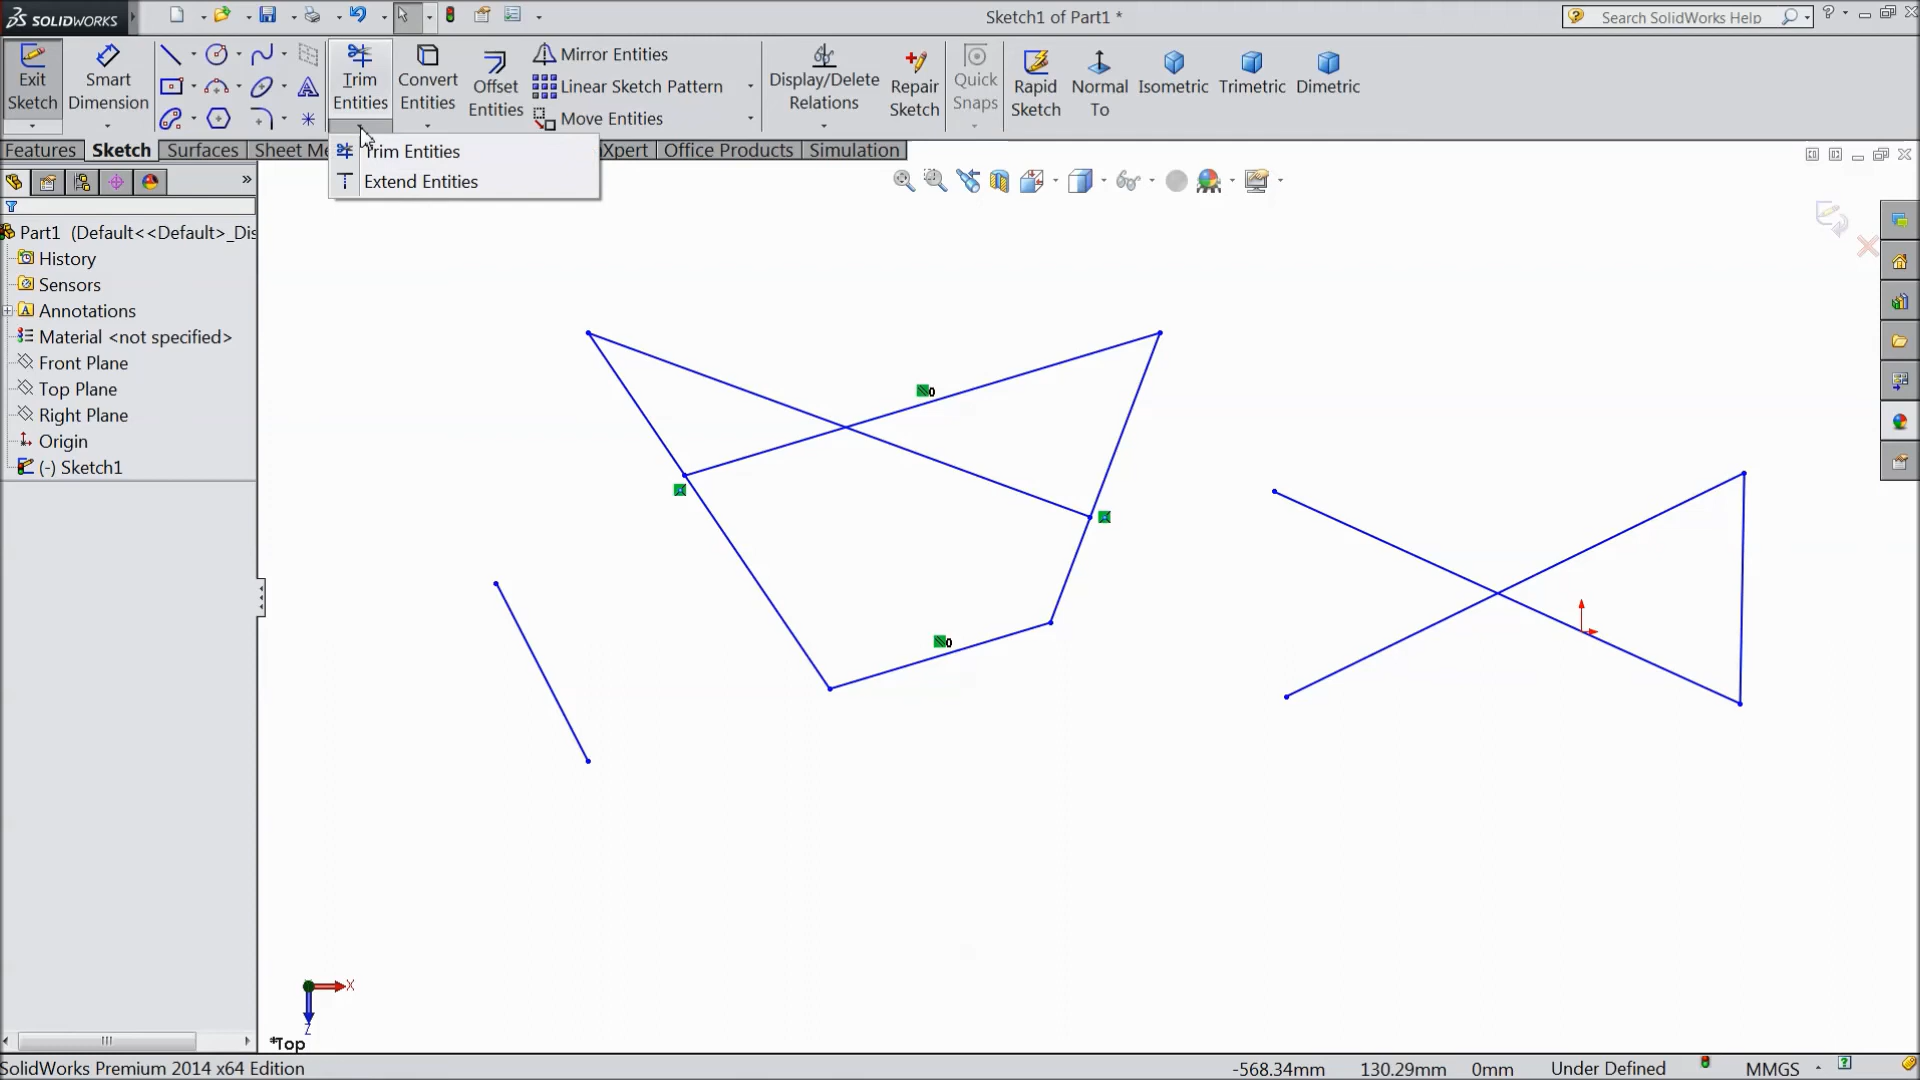 SOLIDWORKS
Sketch1 of Part1 *
Search SolidWorks Help
Exit Sketch
Smart Dimension
Trim Entities
Convert Entities
Offset Entities
Mirror Entities
Linear Sketch Pattern
Move Entities
Display/Delete Relations
Repair Sketch
Quick Snaps
Rapid Sketch
Normal To
Isometric
Trimetric
Dimetric
Features
Sketch
Surfaces
Sheet Me
Xpert
Office Products
Simulation
Trim Entities
Extend Entities
Part1 (Default<<Default>_Dis
History
Sensors
Annotations
Material <not specified>
Front Plane
Top Plane
Right Plane
Origin
(-) Sketch1
0
0
X
Z
*Top
SolidWorks Premium 2014 x64 Edition
-568.34mm
130.29mm
0mm
Under Defined
MMGS